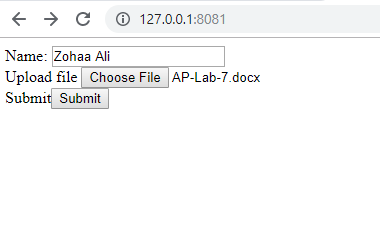 127.0.0.1:8081
Name: Zohaa Ali
Upload file Choose File AP-Lab-7.docx
Submit Submit